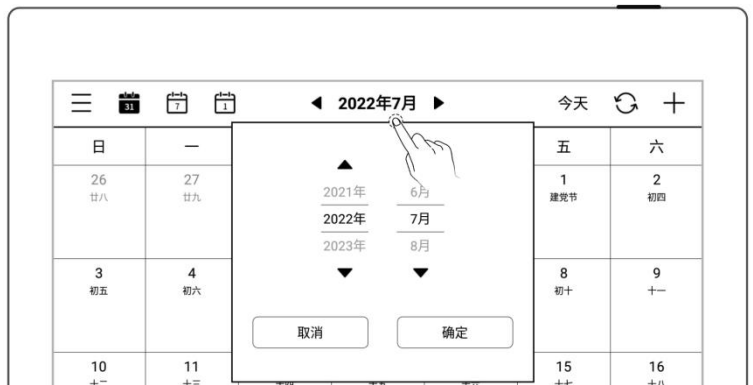 31 7 1 2022年7月 今天
日 一 五 六
26 27 1 2
廿八 廿九 建党节 初四
2021年 6月
2022年 7月
2023年 8月
3 4 8 9
初五 初六 初十 十一
取消 确定
10 11 15 16